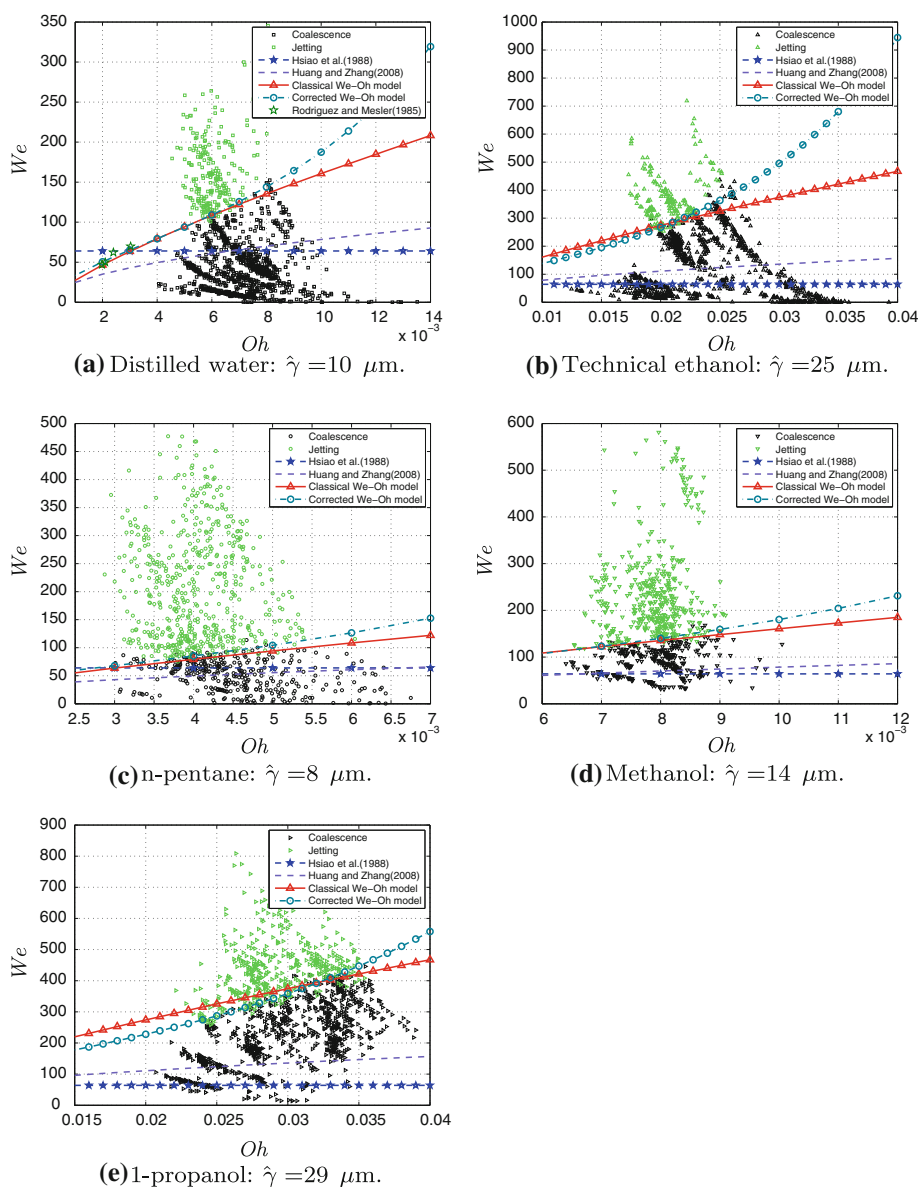 350
300
250
200
150
100
50
0
We
Coalescence
Jetting
Hsiao et al.(1988)
Huang and Zhang(2008)
Classical We–Oh model
Corrected We–Oh model
Rodriguez and Mesler(1985)
2 4 6 8 10 12 14
x 10⁻³
Oh
(a) Distilled water: γ̂ =10 μm.
1000
900
800
700
600
500
400
300
200
100
0
We
Coalescence
Jetting
Hsiao et al.(1988)
Huang and Zhang(2008)
Classical We–Oh model
Corrected We–Oh model
0.01 0.015 0.02 0.025 0.03 0.035 0.04
Oh
(b) Technical ethanol: γ̂ =25 μm.
500
450
400
350
300
250
200
150
100
50
0
We
Coalescence
Jetting
Hsiao et al.(1988)
Huang and Zhang(2008)
Classical We–Oh model
Corrected We–Oh model
2.5 3 3.5 4 4.5 5 5.5 6 6.5 7
x 10⁻³
Oh
(c) n-pentane: γ̂ =8 μm.
600
500
400
300
200
100
0
We
Coalescence
Jetting
Hsiao et al.(1988)
Huang and Zhang(2008)
Classical We–Oh model
Corrected We–Oh model
6 7 8 9 10 11 12
x 10⁻³
Oh
(d) Methanol: γ̂ =14 μm.
900
800
700
600
500
400
300
200
100
0
We
Coalescence
Jetting
Hsiao et al.(1988)
Huang and Zhang(2008)
Classical We–Oh model
Corrected We–Oh model
0.015 0.02 0.025 0.03 0.035 0.04
Oh
(e) 1-propanol: γ̂ =29 μm.